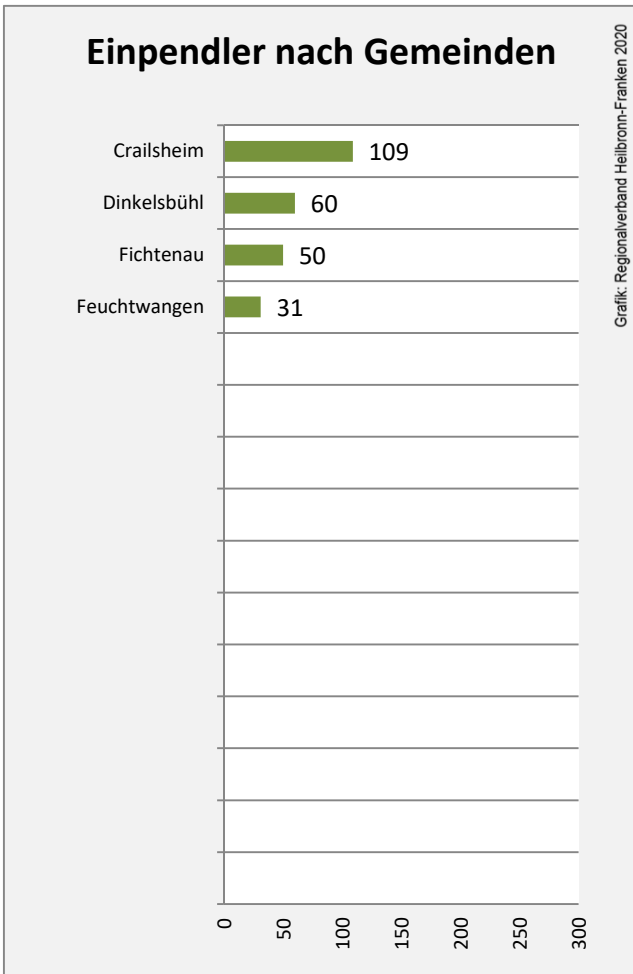 Einpendler nach Gemeinden
Crailsheim 109
Dinkelsbühl 60
Fichtenau 50
Feuchtwangen 31
0 50 100 150 200 250 300
Grafik: Regionalverband Heilbronn-Franken 2020